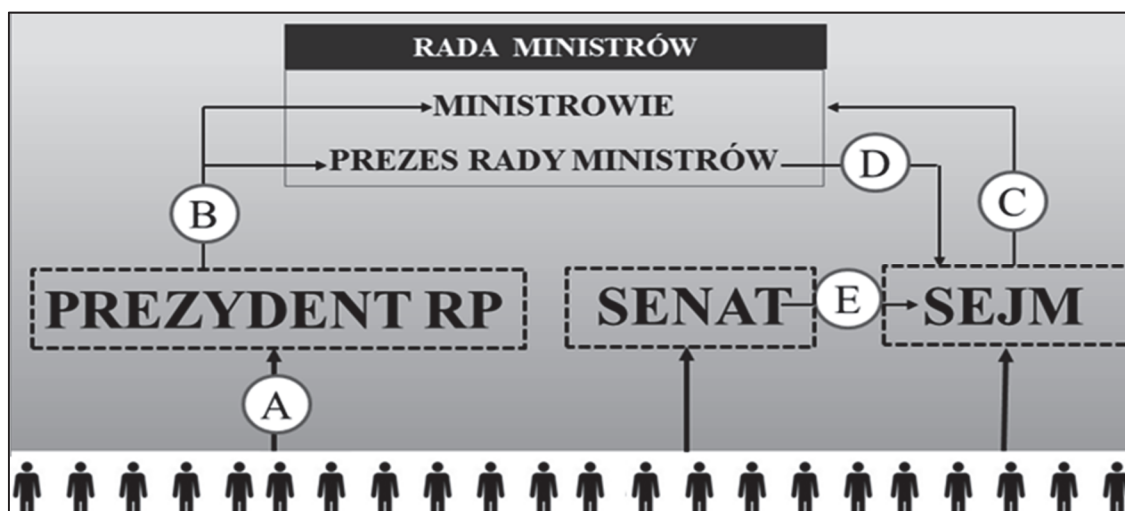 RADA MINISTRÓW
MINISTROWIE
PREZES RADY MINISTRÓW
D
B
C
PREZYDENT RP
SENAT
E
SEJM
A